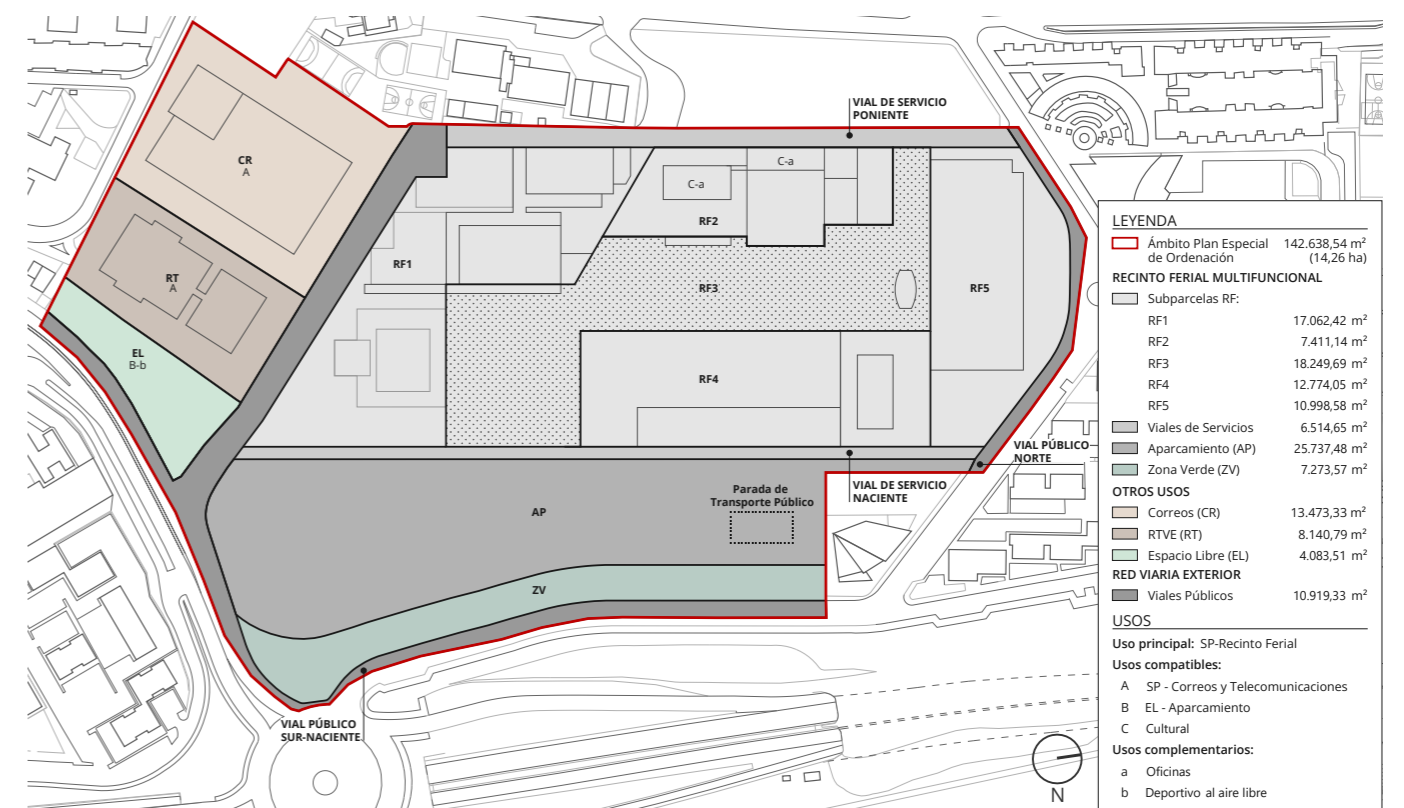 VIAL DE SERVICIO
PONIENTE
CR
A
C-a
C-a
RF2
RF1
RT
A
RF3
RF5
EL
B-b
RF4
VIAL PÚBLICO
NORTE
VIAL DE SERVICIO
NACIENTE
Parada de
Transporte Público
AP
ZV
VIAL PÚBLICO
SUR-NACIENTE
N
LEYENDA
Ámbito Plan Especial 142.638,54 m²
de Ordenación (14,26 ha)
RECINTO FERIAL MULTIFUNCIONAL
Subparcelas RF:
RF1 17.062,42 m²
RF2 7.411,14 m²
RF3 18.249,69 m²
RF4 12.774,05 m²
RF5 10.998,58 m²
Viales de Servicios 6.514,65 m²
Aparcamiento (AP) 25.737,48 m²
Zona Verde (ZV) 7.273,57 m²
OTROS USOS
Correos (CR) 13.473,33 m²
RTVE (RT) 8.140,79 m²
Espacio Libre (EL) 4.083,51 m²
RED VIARIA EXTERIOR
Viales Públicos 10.919,33 m²
USOS
Uso principal: SP-Recinto Ferial
Usos compatibles:
A SP - Correos y Telecomunicaciones
B EL - Aparcamiento
C Cultural
Usos complementarios:
a Oficinas
b Deportivo al aire libre